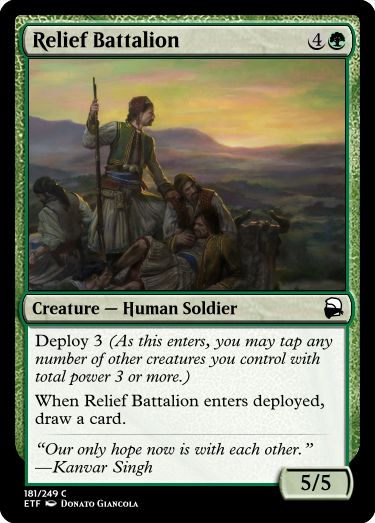 Relief Battalion 4
Creature — Human Soldier
Deploy 3 (As this enters, you may tap any
number of other creatures you control with
total power 3 or more.)
When Relief Battalion enters deployed,
draw a card.
“Our only hope now is with each other.”
—Kanvar Singh
5/5
181/249 C
ETF Donato Giancola